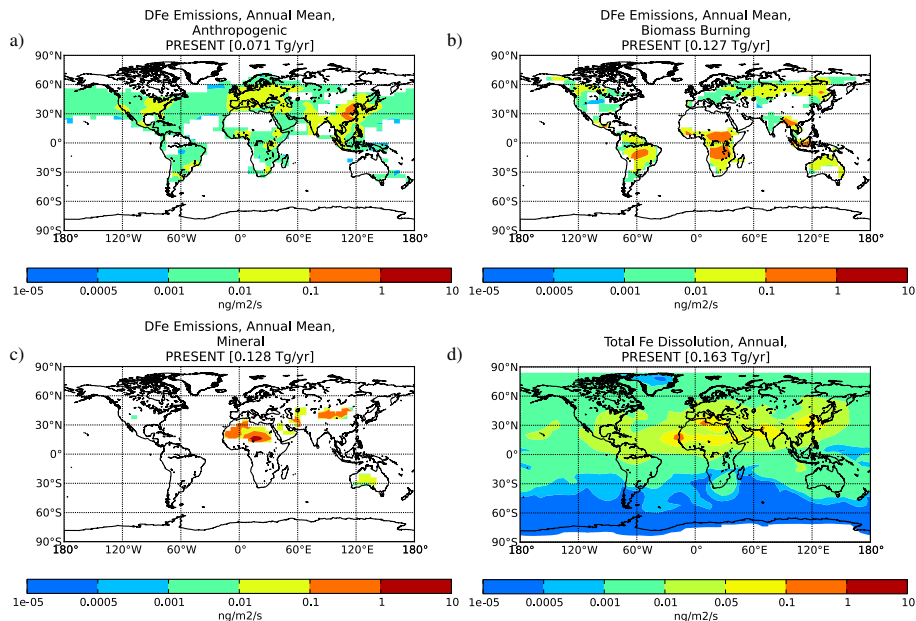 DFe Emissions, Annual Mean,
Anthropogenic
a)
PRESENT [0.071 Tg/yr]
90°N
60°N
30°N
0°
30°S
60°S
90°S
180° 120°W 60°W 0° 60°E 120°E 180°
1e-05 0.0005 0.001 0.01 0.1 1 10
ng/m2/s
DFe Emissions, Annual Mean,
Biomass Burning
b)
PRESENT [0.127 Tg/yr]
90°N
60°N
30°N
0°
30°S
60°S
90°S
180° 120°W 60°W 0° 60°E 120°E 180°
1e-05 0.0005 0.001 0.01 0.1 1 10
ng/m2/s
DFe Emissions, Annual Mean,
Mineral
c)
PRESENT [0.128 Tg/yr]
90°N
60°N
30°N
0°
30°S
60°S
90°S
180° 120°W 60°W 0° 60°E 120°E 180°
1e-05 0.0005 0.001 0.01 0.1 1 10
ng/m2/s
Total Fe Dissolution, Annual,
d)
PRESENT [0.163 Tg/yr]
90°N
60°N
30°N
0°
30°S
60°S
90°S
180° 120°W 60°W 0° 60°E 120°E 180°
1e-05 0.0005 0.001 0.01 0.05 0.1 1 10
ng/m2/s